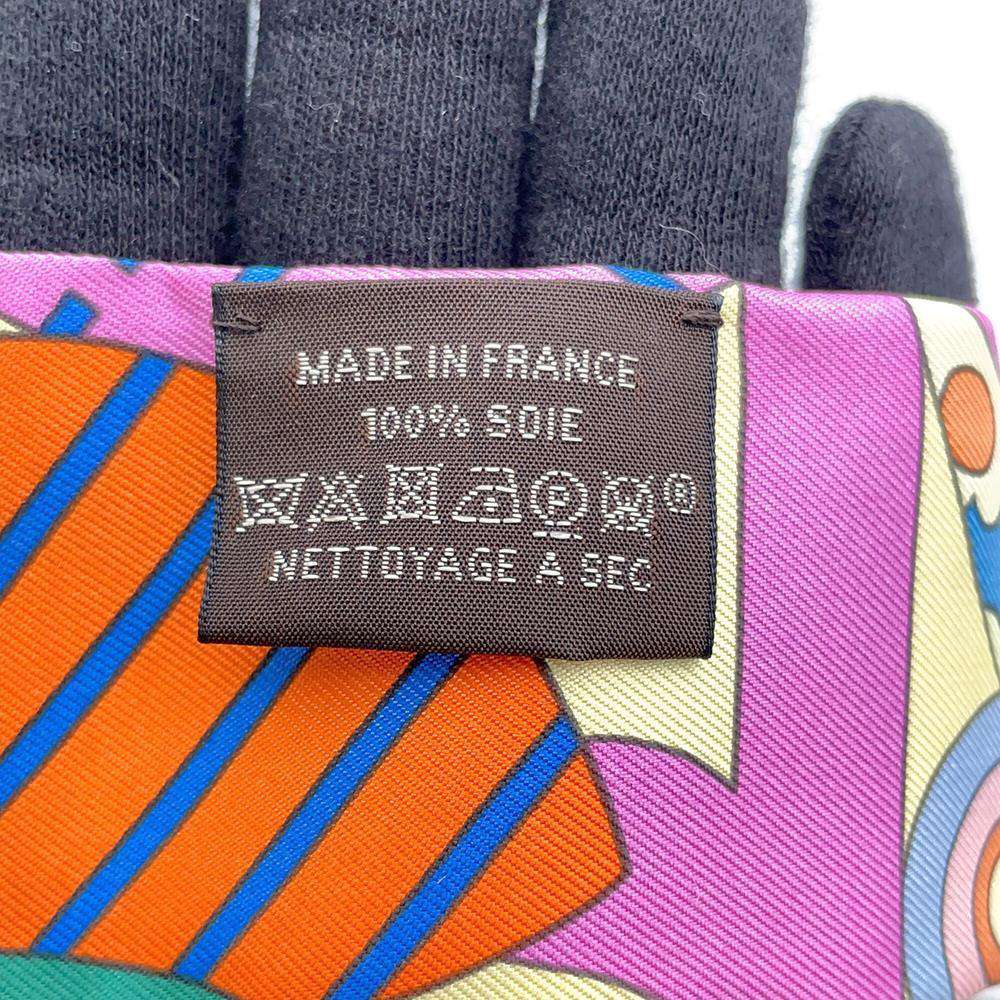 MADE IN FRANCE
100% SOIE
P W ®
NETTOYAGE A SEC